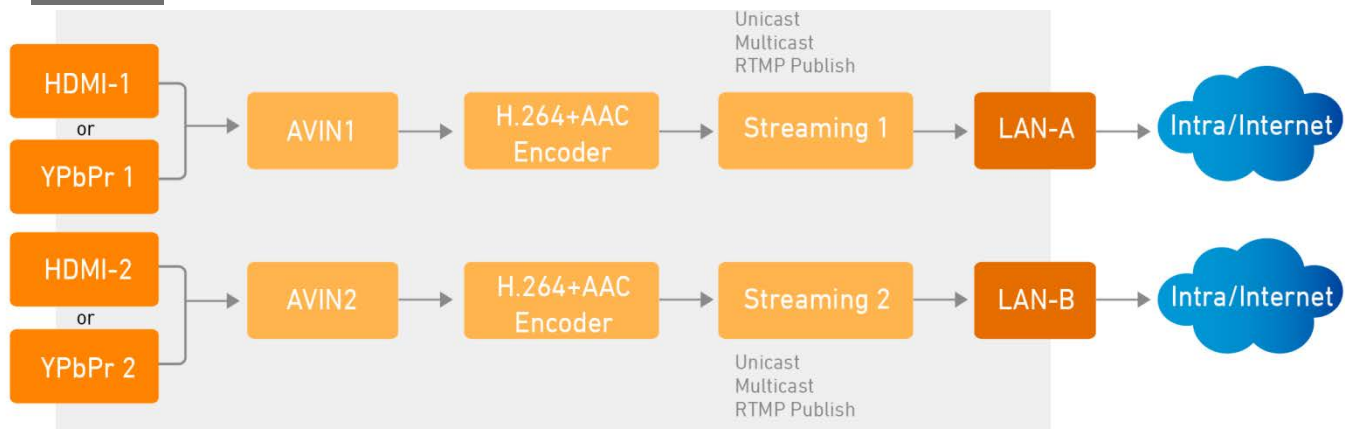 Unicast
Multicast
RTMP Publish
HDMI-1
or
YPbPr 1
AVIN1
H.264+AAC
Encoder
Streaming 1
LAN-A
Intra/Internet
HDMI-2
or
YPbPr 2
AVIN2
H.264+AAC
Encoder
Streaming 2
LAN-B
Intra/Internet
Unicast
Multicast
RTMP Publish